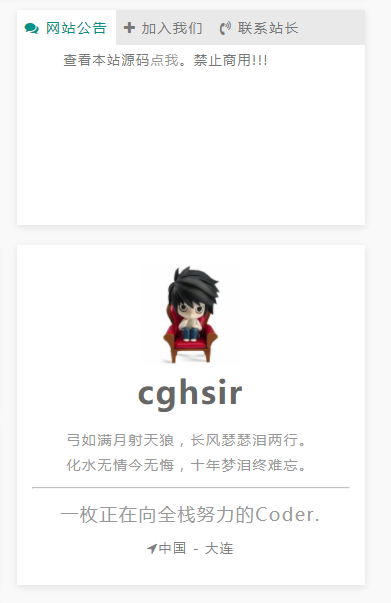 网站公告 加入我们 联系站长
查看本站源码点我。禁止商用!!!
cghsir
弓如满月射天狼，长风瑟瑟泪两行。
化水无情今无悔，十年梦泪终难忘。
一枚正在向全栈努力的Coder.
中国 - 大连